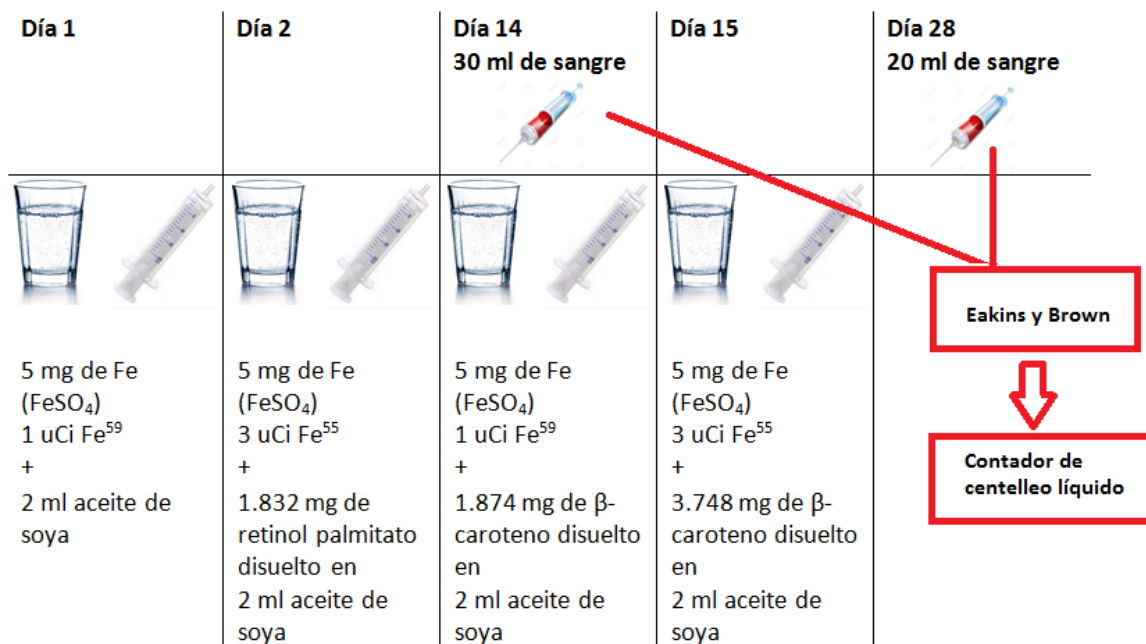 Día 1
Día 2
Día 14
30 ml de sangre
Día 15
Día 28
20 ml de sangre
5 mg de Fe
(FeSO₄)
1 uCi Fe⁵⁹
+
2 ml aceite de
soya
5 mg de Fe
(FeSO₄)
3 uCi Fe⁵⁵
+
1.832 mg de
retinol palmitato
disuelto en
2 ml aceite de
soya
5 mg de Fe
(FeSO₄)
1 uCi Fe⁵⁹
+
1.874 mg de β-
caroteno disuelto
en
2 ml aceite de
soya
5 mg de Fe
(FeSO₄)
3 uCi Fe⁵⁵
+
3.748 mg de β-
caroteno disuelto
en
2 ml aceite de
soya
Eakins y Brown
Contador de
centelleo líquido